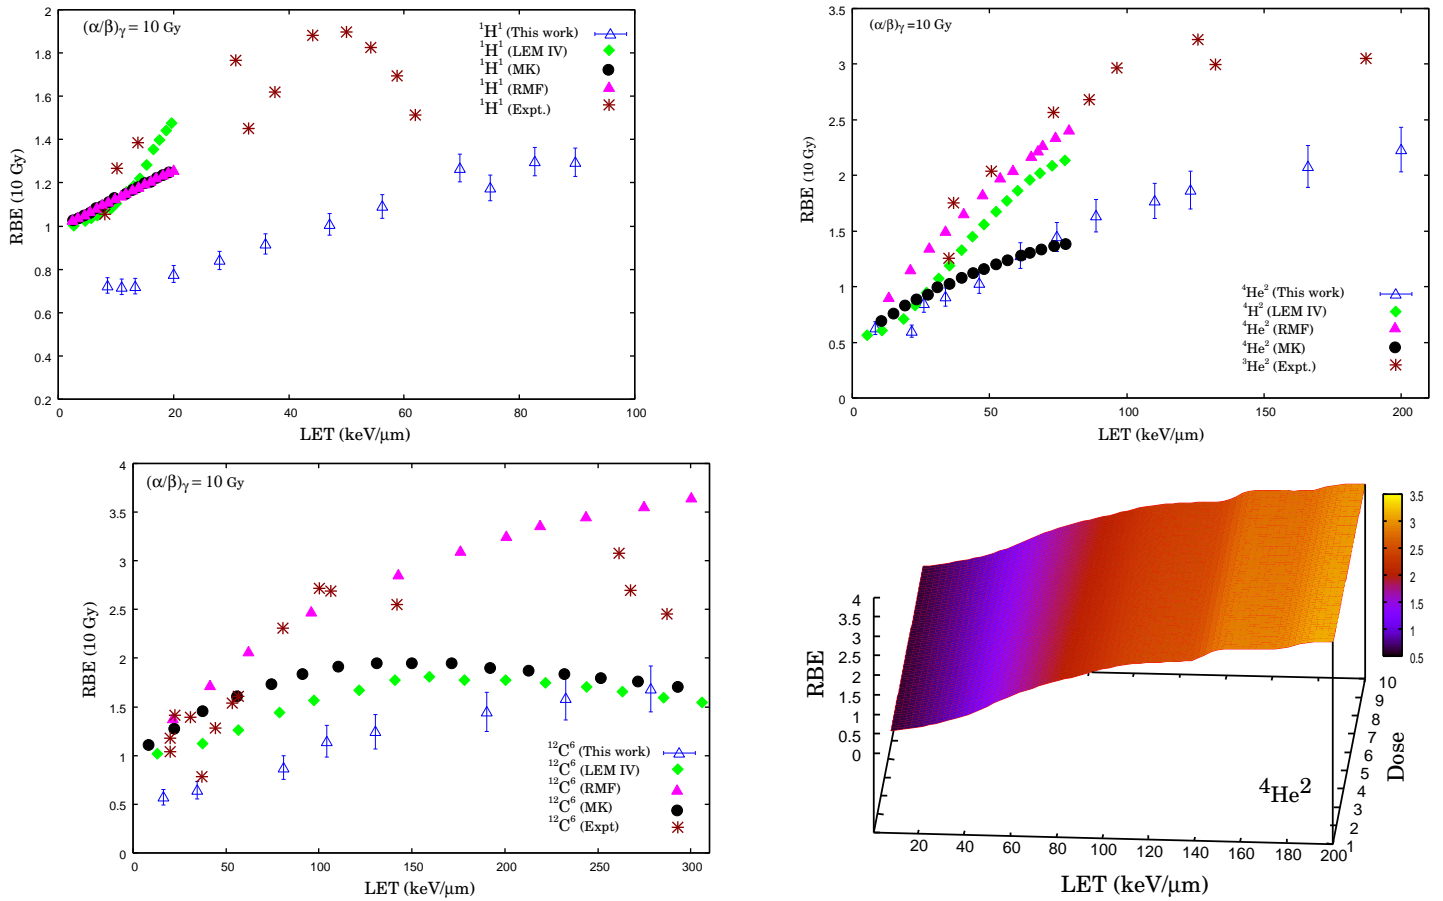 (α/β)γ = 10 Gy
¹H¹ (This work)
¹H¹ (LEM IV)
¹H¹ (MK)
¹H¹ (RMF)
¹H¹ (Expt.)
RBE (10 Gy)
2
1.8
1.6
1.4
1.2
1
0.8
0.6
0.4
0.2
0 20 40 60 80 100
LET (keV/μm)
(α/β)γ =10 Gy
RBE (10 Gy)
3.5
3
2.5
2
1.5
1
0.5
0
⁴He² (This work)
⁴H² (LEM IV)
⁴He² (RMF)
⁴He² (MK)
³He² (Expt.)
0 50 100 150 200
LET (keV/μm)
(α/β)γ = 10 Gy
RBE (10 Gy)
4
3.5
3
2.5
2
1.5
1
0.5
0
¹²C⁶ (This work)
¹²C⁶ (LEM IV)
¹²C⁶ (RMF)
¹²C⁶ (MK)
¹²C⁶ (Expt)
0 50 100 150 200 250 300
LET (keV/μm)
RBE
4
3.5
3
2.5
2
1.5
1
0.5
0
3.5
3
2.5
2
1.5
1
0.5
10
9
8
7
6
5
4
3
2
1
Dose
⁴He²
20 40 60 80 100 120 140 160 180 200
LET (keV/μm)